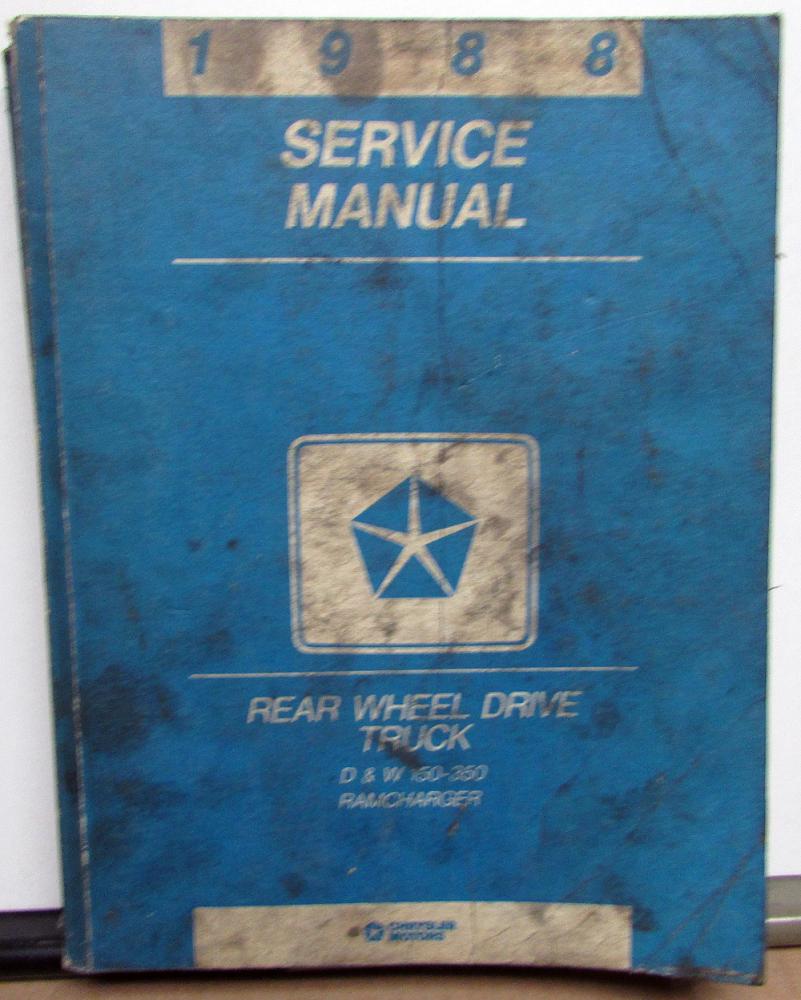 1 9 8 8
SERVICE
MANUAL
REAR WHEEL DRIVE
TRUCK
D & W 150-350
RAMCHARGER
CHRYSLER
MOTORS